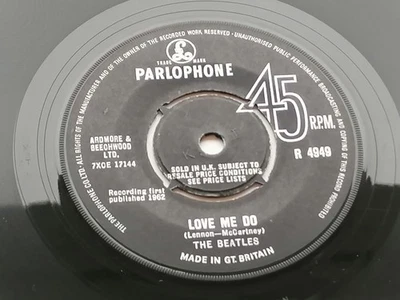 THE PARLOPHONE CO. LTD. · ALL RIGHTS OF THE MANUFACTURER AND OF THE OWNER OF THE RECORDED WORK RESERVED · UNAUTHORISED PUBLIC PERFORMANCE BROADCASTING AND COPYING OF THIS RECORD PROHIBITED
TRADE MARK
PARLOPHONE
45
R.P.M.
ARDMORE &
BEECHWOOD
LTD.
7XCE 17144
R 4949
SOLD IN U.K. SUBJECT TO
RESALE PRICE CONDITIONS
SEE PRICE LISTS
Recording first
published 1962
LOVE ME DO
(Lennon-McCartney)
THE BEATLES
MADE IN GT. BRITAIN